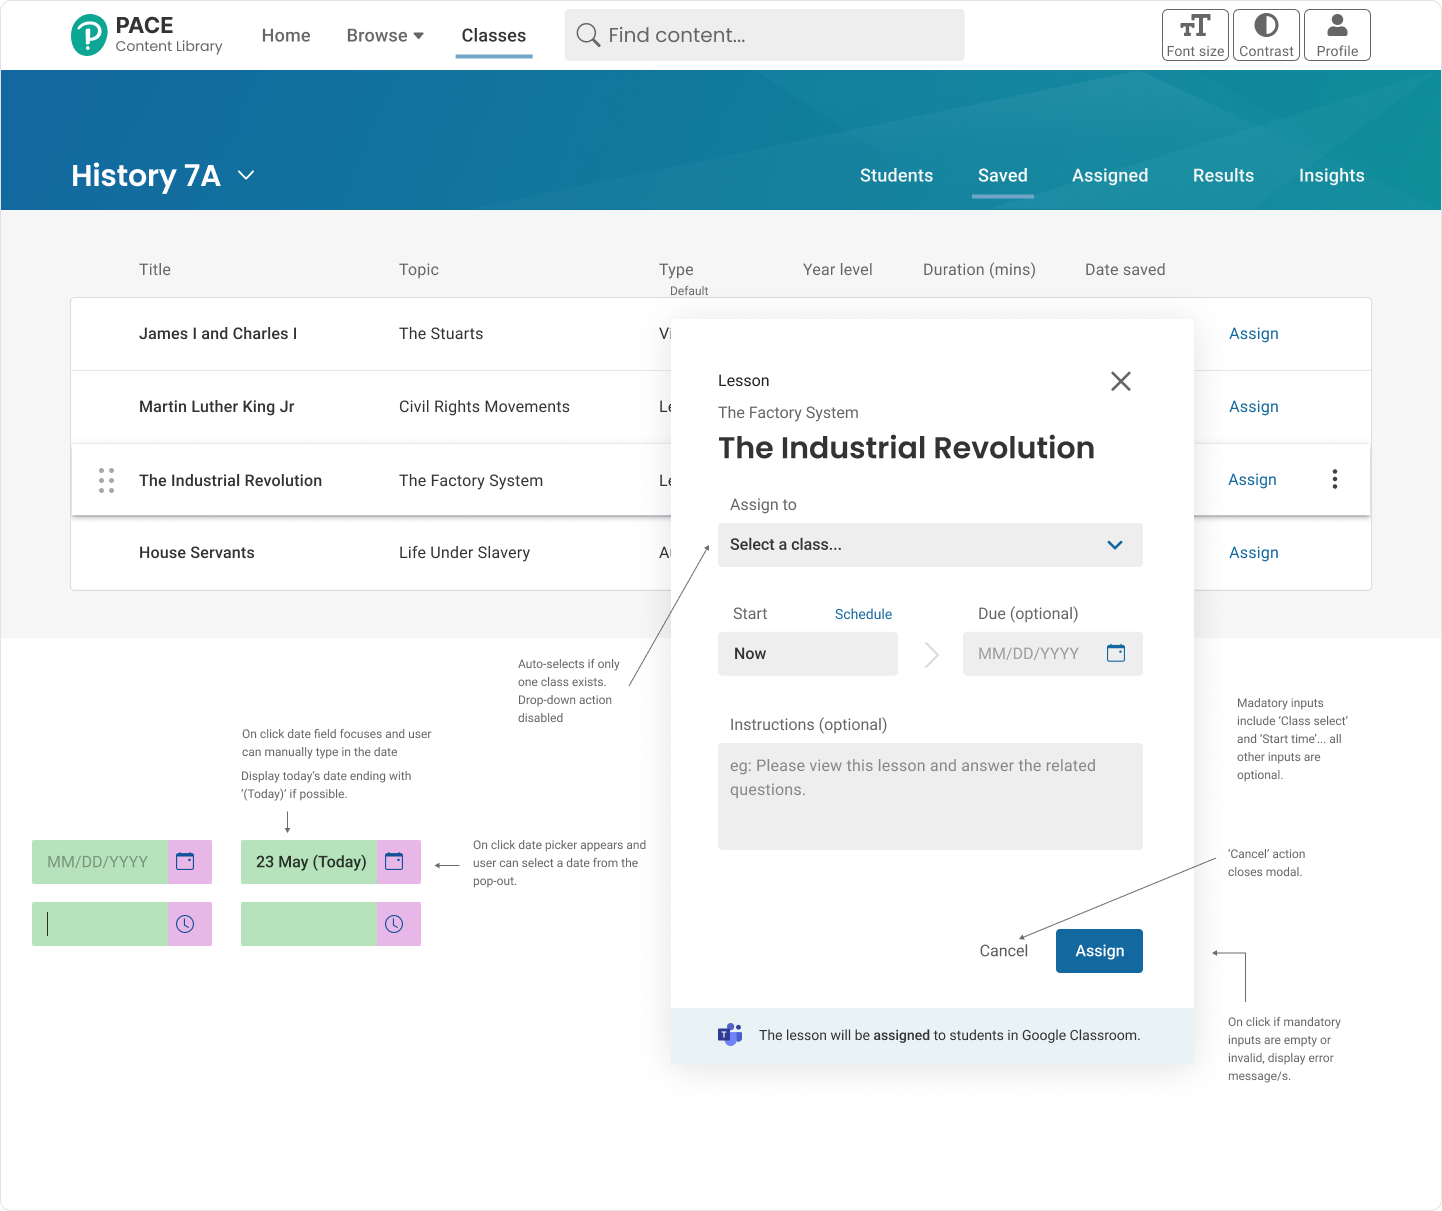 PACE
Content Library
Home
Browse
Classes
Find content...
Font size
Contrast
Profile
History 7A
Students
Saved
Assigned
Results
Insights
Title
Topic
Type
Year level
Duration (mins)
Date saved
Default
James I and Charles I
The Stuarts
Vi
Assign
Martin Luther King Jr
Civil Rights Movements
Le
Assign
The Industrial Revolution
The Factory System
Le
Assign
House Servants
Life Under Slavery
Au
Assign
Lesson
The Factory System
The Industrial Revolution
Assign to
Select a class...
Start
Schedule
Due (optional)
Now
MM/DD/YYYY
Instructions (optional)
eg: Please view this lesson and answer the related
questions.
Cancel
Assign
The lesson will be assigned to students in Google Classroom.
Auto-selects if only
one class exists.
Drop-down action
disabled
On click date field focuses and user
can manually type in the date
Display today's date ending with
'(Today)' if possible.
MM/DD/YYYY
23 May (Today)
On click date picker appears and
user can select a date from the
pop-out.
Madatory inputs
include 'Class select'
and 'Start time'... all
other inputs are
optional.
'Cancel' action
closes modal.
On click if mandatory
inputs are empty or
invalid, display error
message/s.